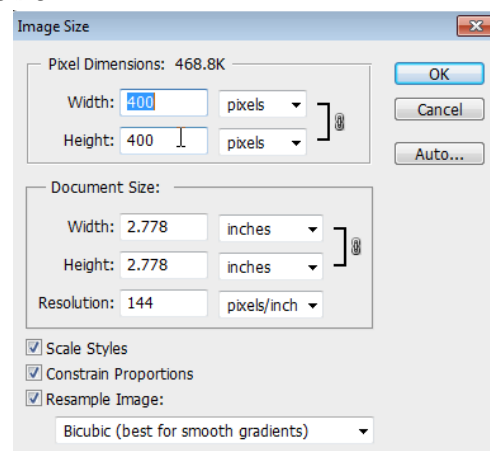 Image Size
Pixel Dimensions: 468.8K
OK
Width: 400 pixels
Cancel
Height: 400 pixels
Auto...
Document Size:
Width: 2.778 inches
Height: 2.778 inches
Resolution: 144 pixels/inch
Scale Styles
Constrain Proportions
Resample Image:
Bicubic (best for smooth gradients)